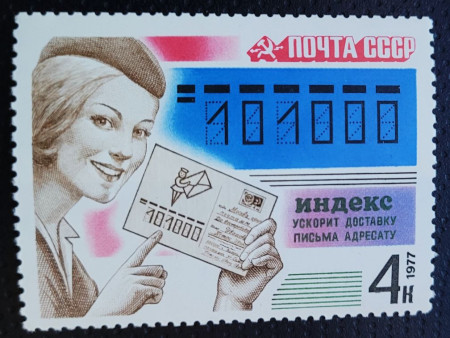 ПОЧТА СССР
101000
101000
индекс
УСКОРИТ ДОСТАВКУ
ПИСЬМА АДРЕСАТУ
4к
1977